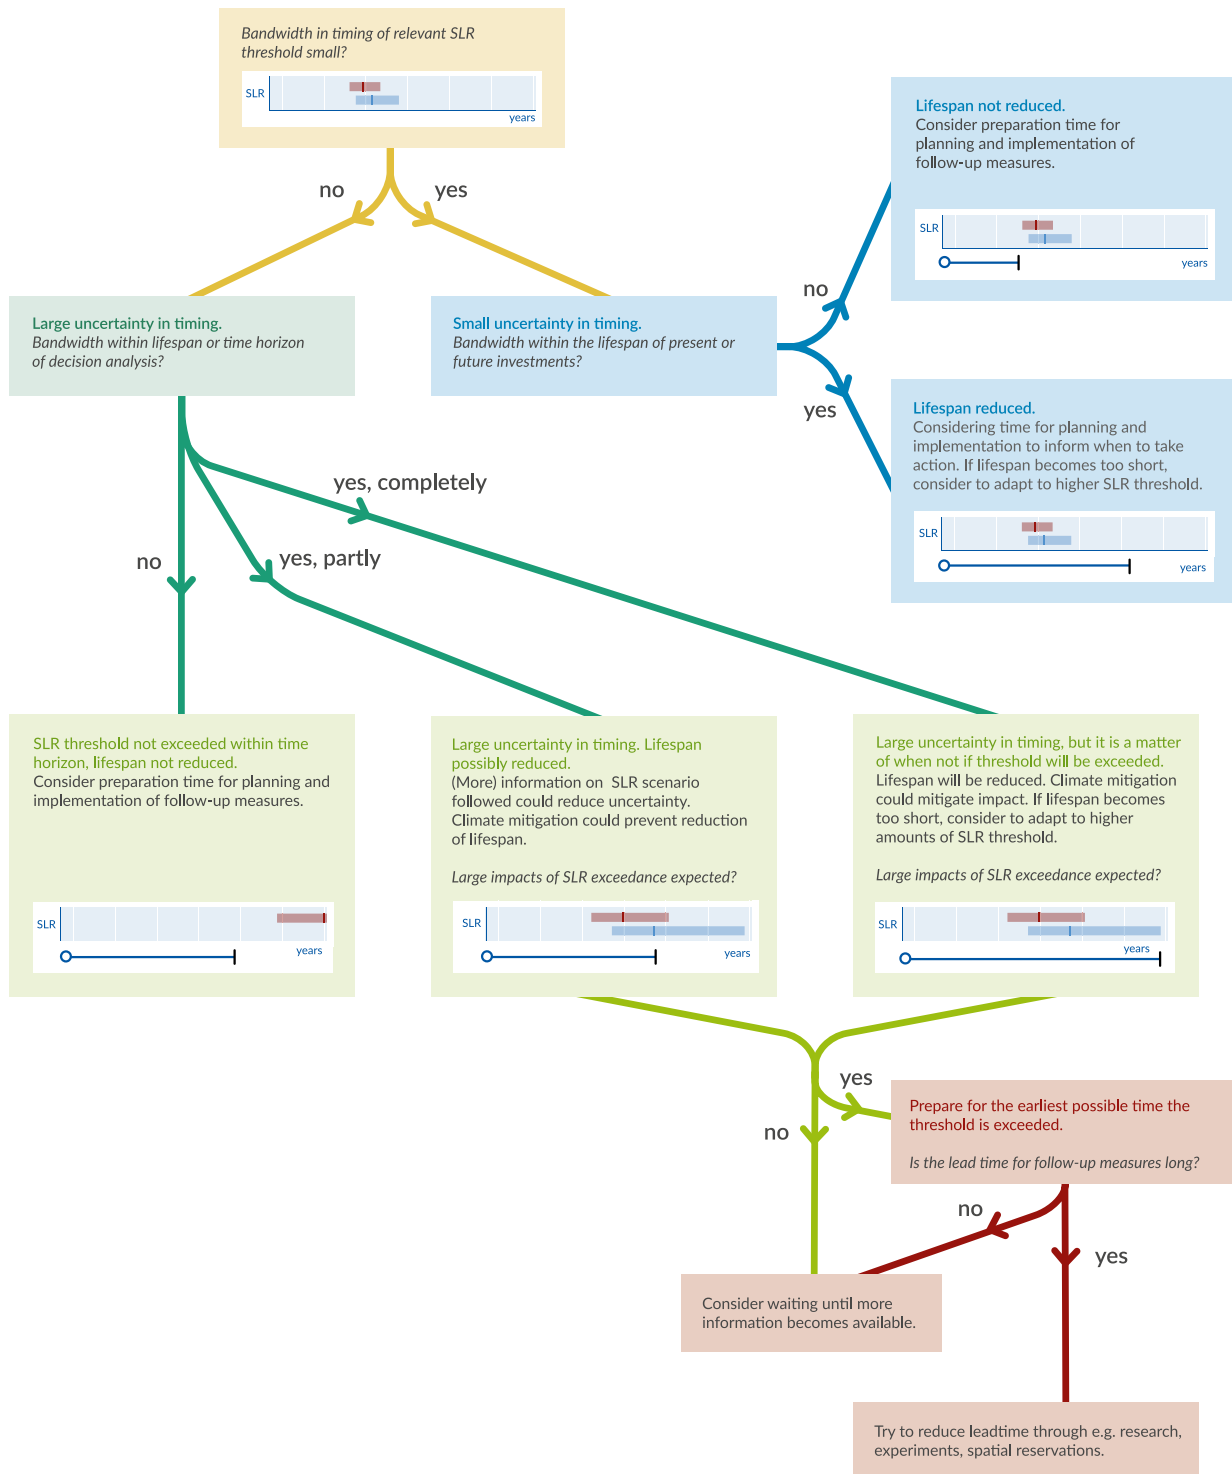 Bandwidth in timing of relevant SLR
threshold small?
SLR
years
no
yes
Lifespan not reduced.
Consider preparation time for
planning and implementation of
follow-up measures.
SLR
years
Large uncertainty in timing.
Bandwidth within lifespan or time horizon
of decision analysis?
Small uncertainty in timing.
Bandwidth within the lifespan of present or
future investments?
no
yes
Lifespan reduced.
Considering time for planning and
implementation to inform when to take
action. If lifespan becomes too short,
consider to adapt to higher SLR threshold.
SLR
years
yes, completely
yes, partly
no
SLR threshold not exceeded within time
horizon, lifespan not reduced.
Consider preparation time for planning and
implementation of follow-up measures.
SLR
years
Large uncertainty in timing. Lifespan
possibly reduced.
(More) information on SLR scenario
followed could reduce uncertainty.
Climate mitigation could prevent reduction
of lifespan.
Large impacts of SLR exceedance expected?
SLR
years
Large uncertainty in timing, but it is a matter
of when not if threshold will be exceeded.
Lifespan will be reduced. Climate mitigation
could mitigate impact. If lifespan becomes
too short, consider to adapt to higher
amounts of SLR threshold.
Large impacts of SLR exceedance expected?
SLR
years
yes
no
Prepare for the earliest possible time the
threshold is exceeded.
Is the lead time for follow-up measures long?
no
yes
Consider waiting until more
information becomes available.
Try to reduce leadtime through e.g. research,
experiments, spatial reservations.